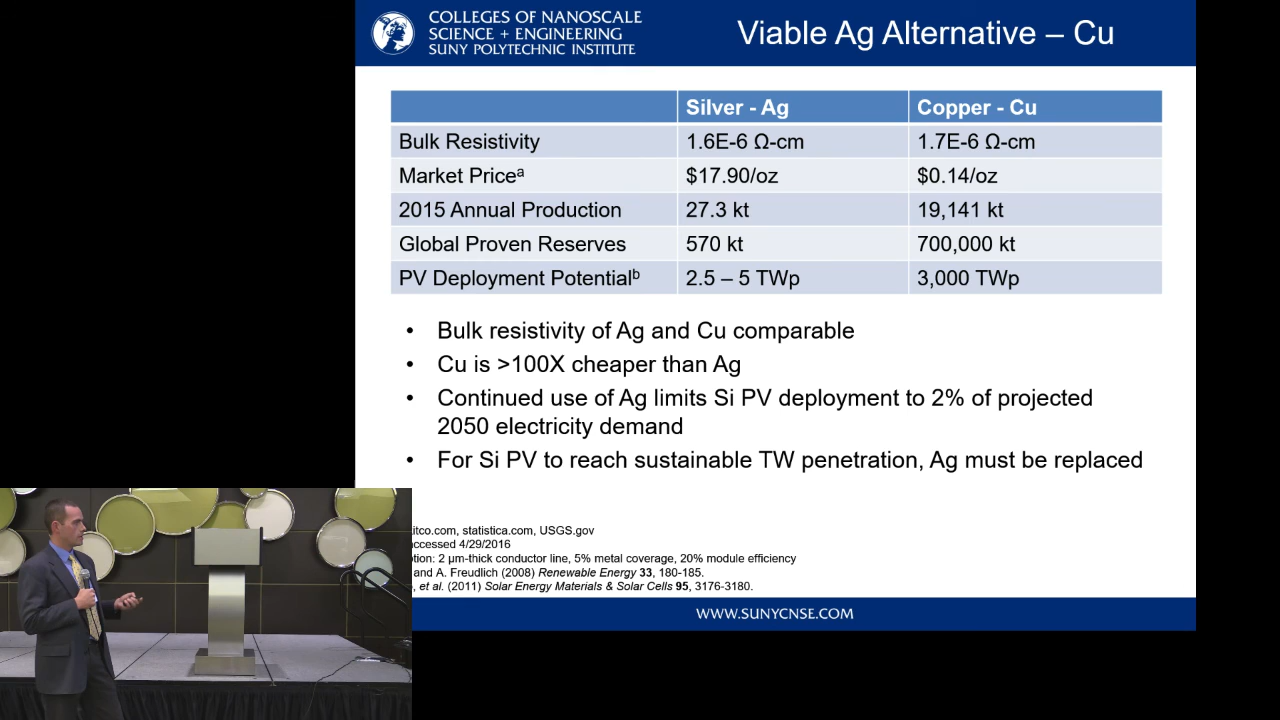 COLLEGES OF NANOSCALE
SCIENCE + ENGINEERING
SUNY POLYTECHNIC INSTITUTE
Viable Ag Alternative – Cu
Silver - Ag Copper - Cu
Bulk Resistivity 1.6E-6 Ω-cm 1.7E-6 Ω-cm
Market Priceᵃ $17.90/oz $0.14/oz
2015 Annual Production 27.3 kt 19,141 kt
Global Proven Reserves 570 kt 700,000 kt
PV Deployment Potentialᵇ 2.5 – 5 TWp 3,000 TWp
• Bulk resistivity of Ag and Cu comparable
• Cu is >100X cheaper than Ag
• Continued use of Ag limits Si PV deployment to 2% of projected
2050 electricity demand
• For Si PV to reach sustainable TW penetration, Ag must be replaced
itco.com, statistica.com, USGS.gov
accessed 4/29/2016
ption: 2 µm-thick conductor line, 5% metal coverage, 20% module efficiency
and A. Freudlich (2008) Renewable Energy 33, 180-185.
, et al. (2011) Solar Energy Materials & Solar Cells 95, 3176-3180.
WWW.SUNYCNSE.COM